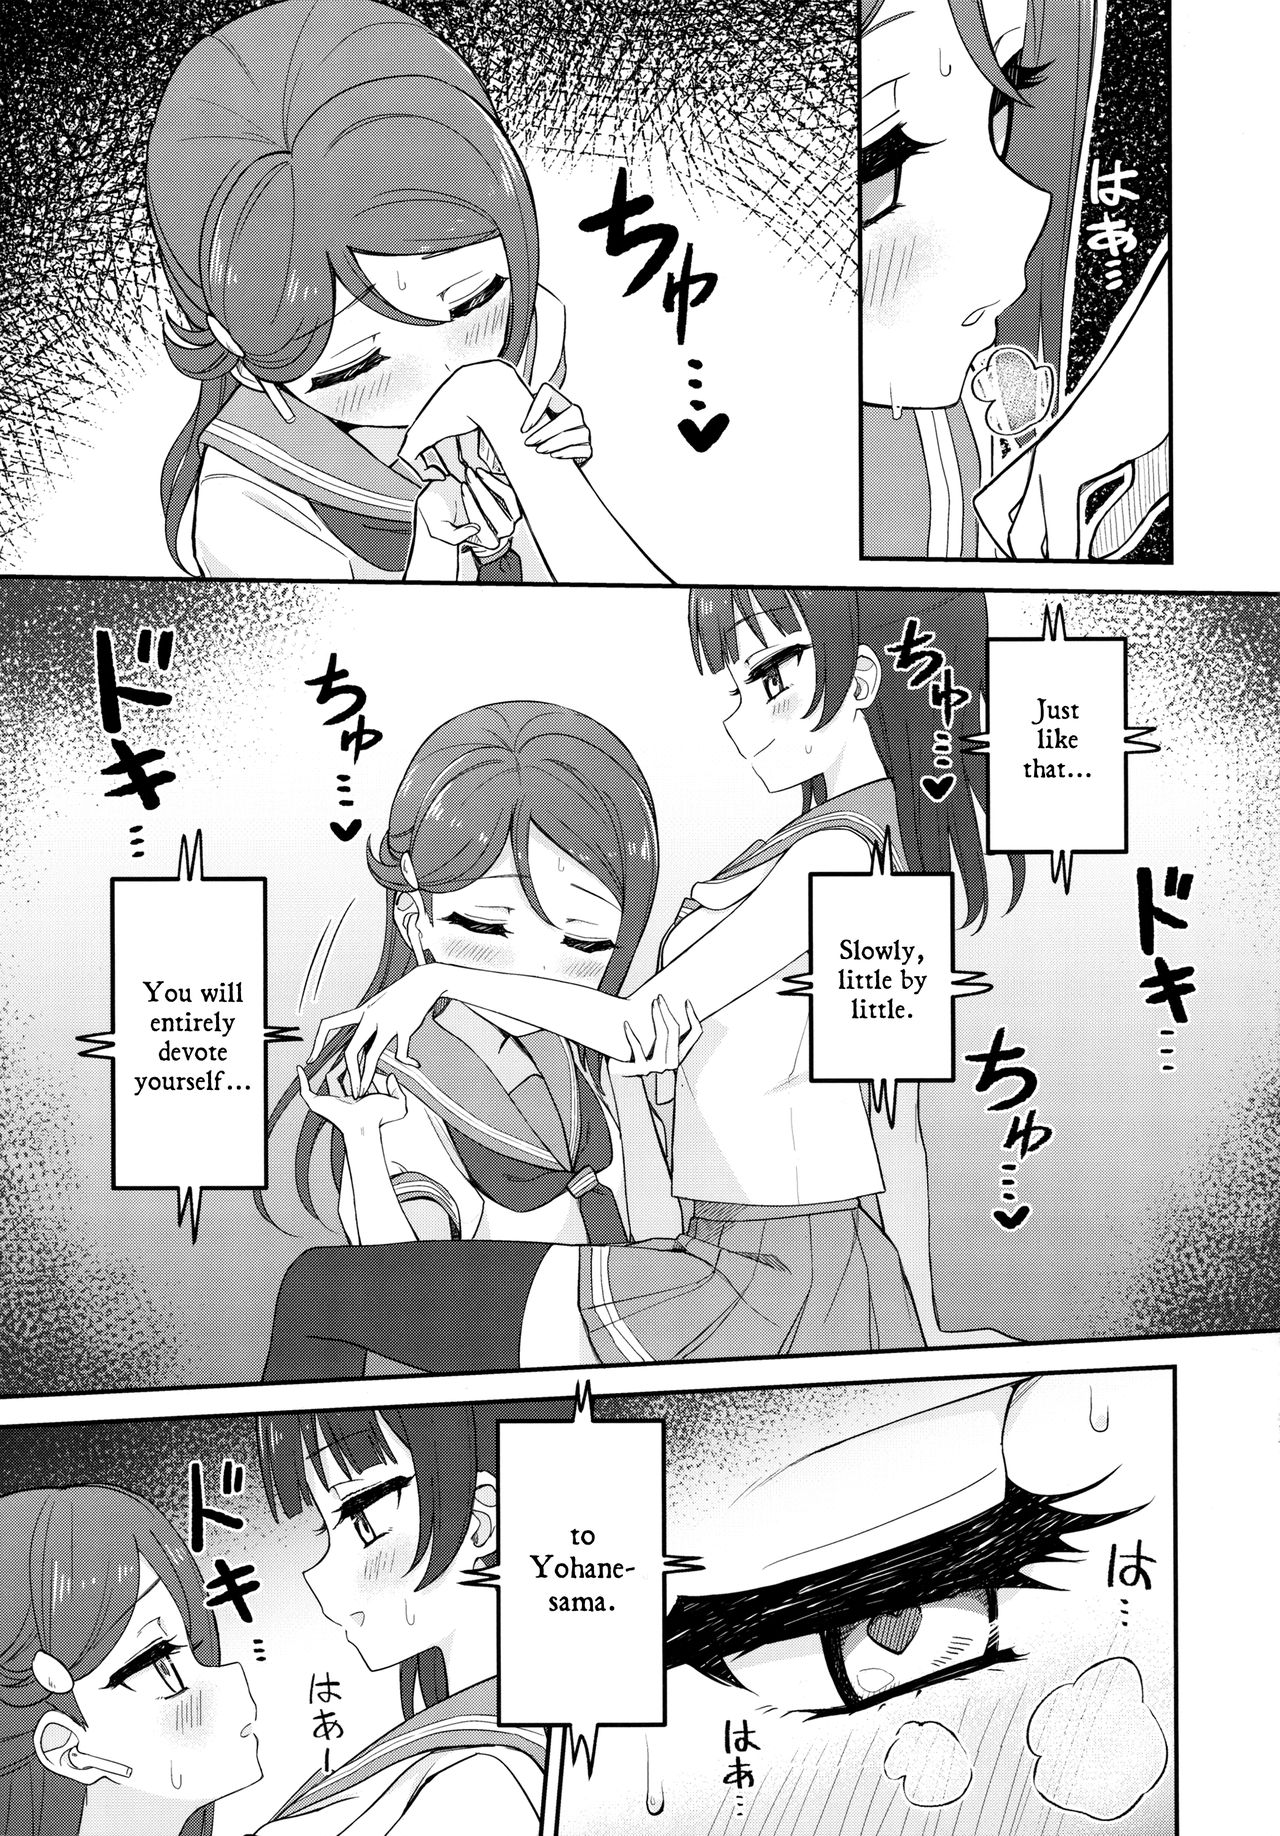 はぁ…
ちゅ…♥
Just
like
that...
ちゅ…♥
Slowly,
little by
little.
ドキ…
ちゅ…♥
ちゅ…♥
ドキ…
You will
entirely
devote
yourself...
は…
はぁ…
to
Yohane-
sama.
はぁー
ドキ…